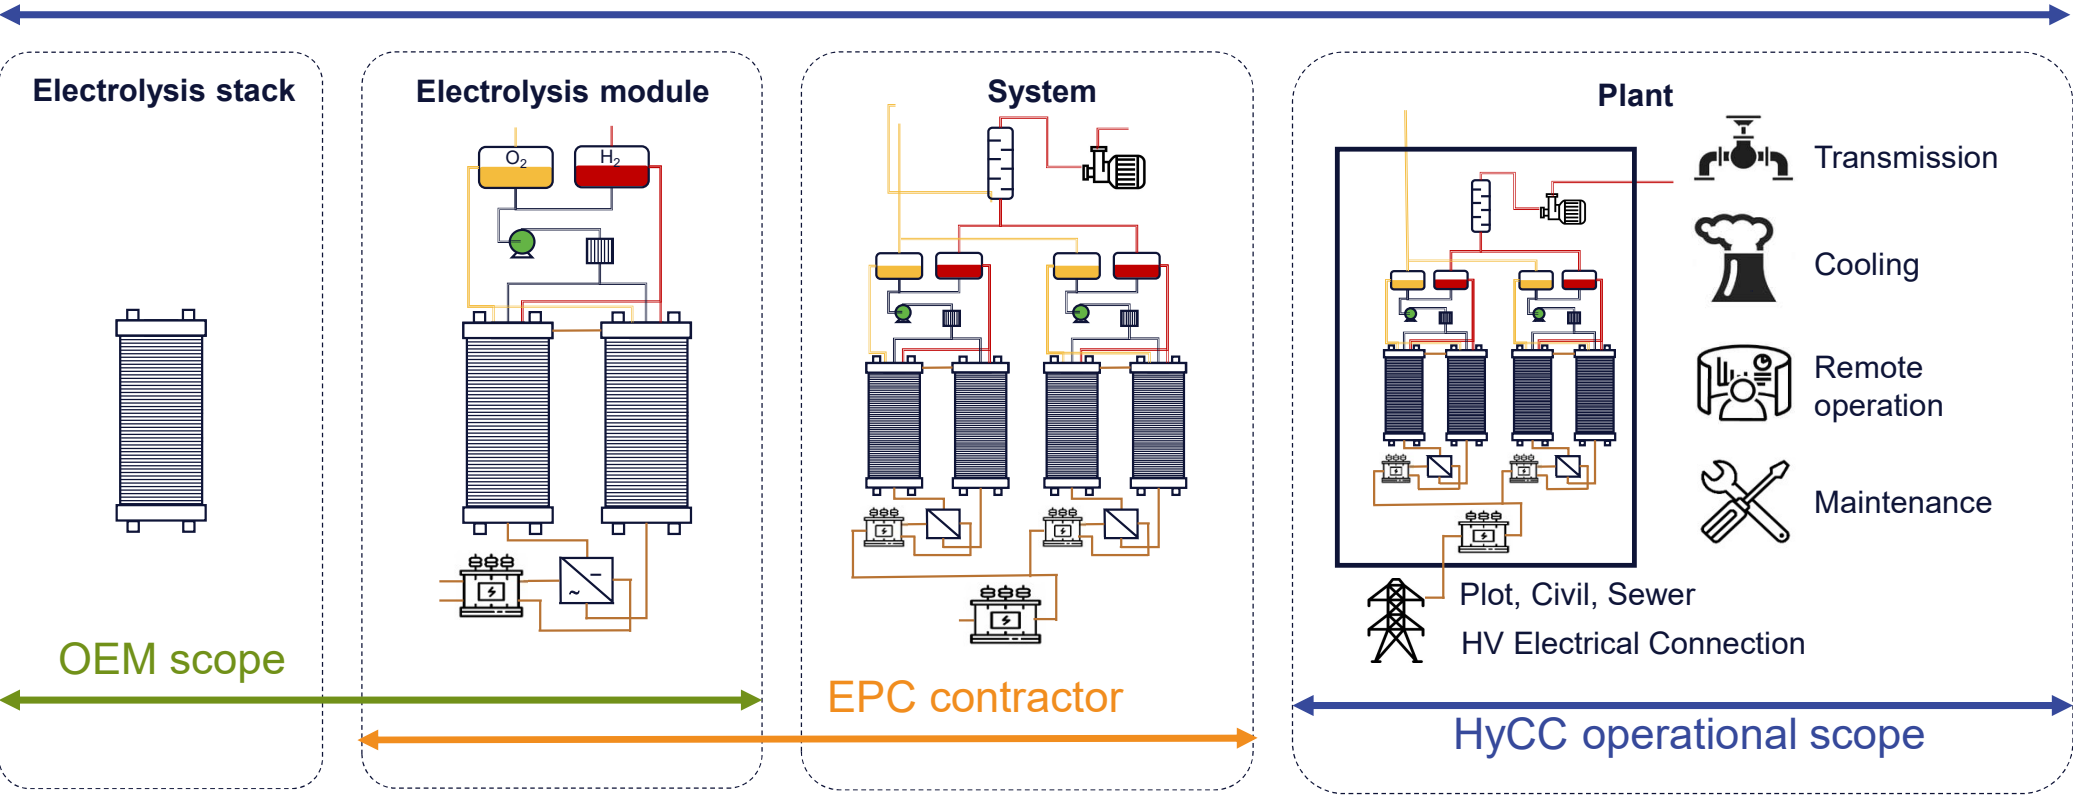 Electrolysis stack
Electrolysis module
System
Plant
O2
H2
Transmission
Cooling
Remote
operation
Maintenance
Plot, Civil, Sewer
HV Electrical Connection
OEM scope
EPC contractor
HyCC operational scope